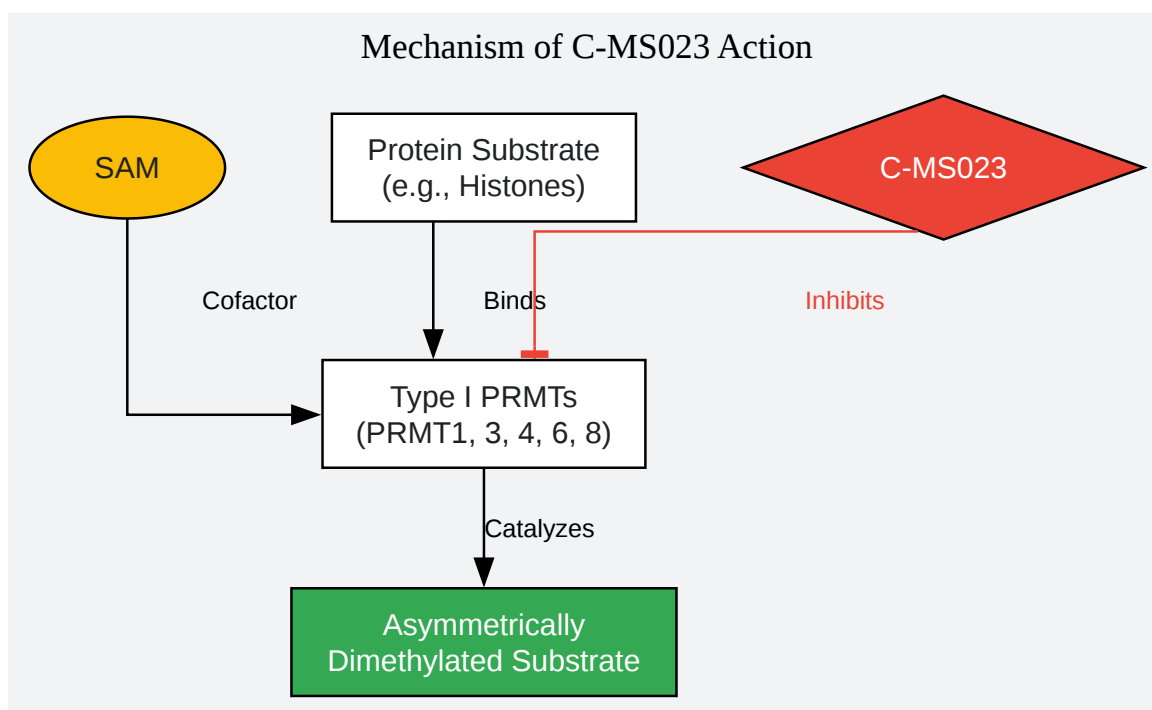 Mechanism of C-MS023 Action
SAM
Protein Substrate
(e.g., Histones)
C-MS023
Cofactor
Binds
Inhibits
Type I PRMTs
(PRMT1, 3, 4, 6, 8)
Catalyzes
Asymmetrically
Dimethylated Substrate